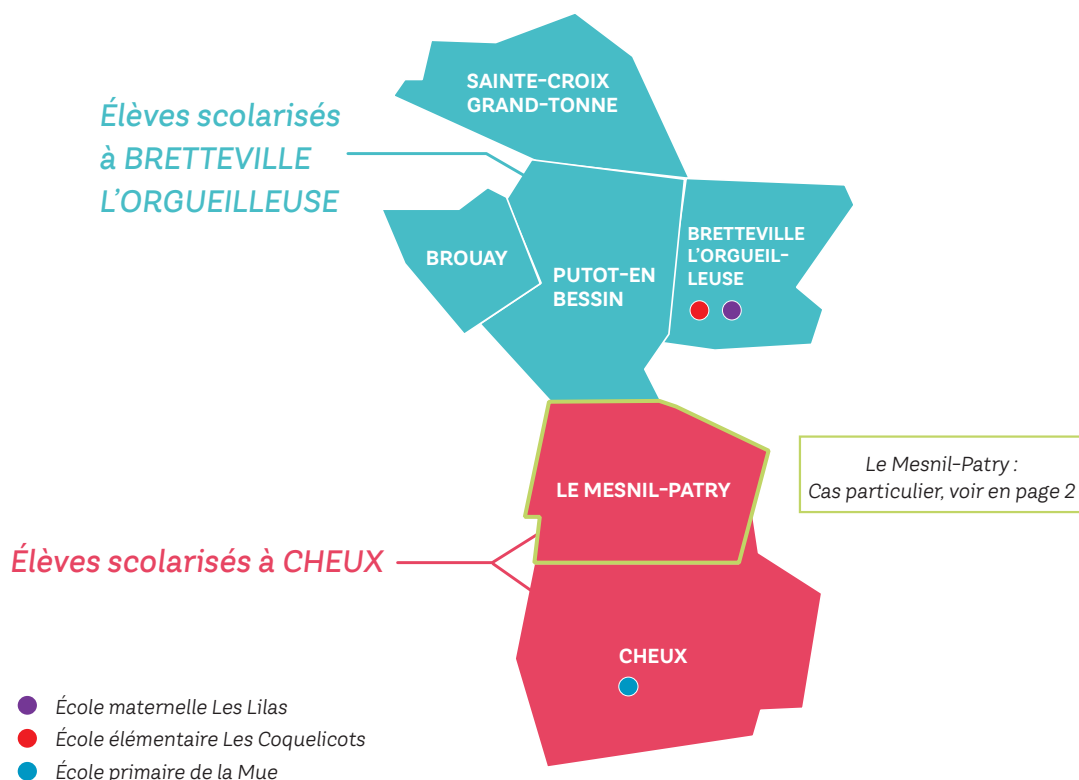 SAINTE-CROIX
GRAND-TONNE
Élèves scolarisés
à BRETTEVILLE
L'ORGUEILLEUSE
BROUAY
PUTOT-EN
BESSIN
BRETTEVILLE
L'ORGUEIL-
LEUSE
LE MESNIL-PATRY
Le Mesnil-Patry :
Cas particulier, voir en page 2
Élèves scolarisés à CHEUX
CHEUX
École maternelle Les Lilas
École élémentaire Les Coquelicots
École primaire de la Mue